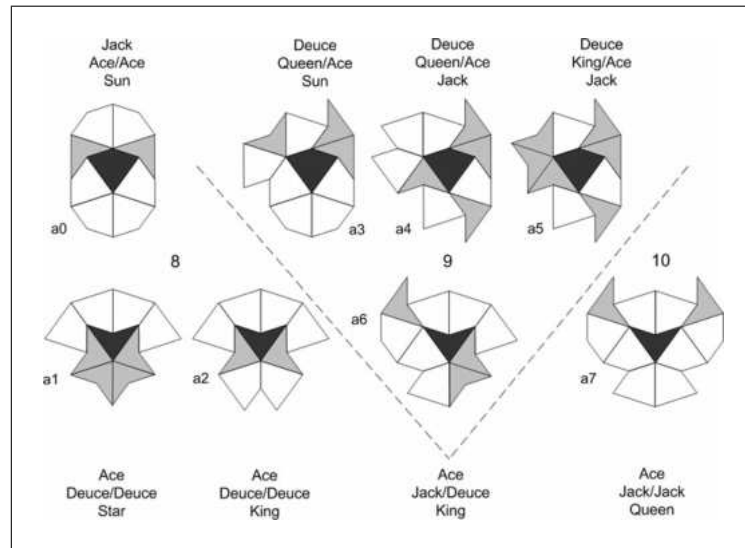 Jack
Ace/Ace
Sun
Deuce
Queen/Ace
Sun
Deuce
Queen/Ace
Jack
Deuce
King/Ace
Jack
a0
a3
a4
a5
8
9
10
a6
a1
a2
a7
Ace
Deuce/Deuce
Star
Ace
Deuce/Deuce
King
Ace
Jack/Deuce
King
Ace
Jack/Jack
Queen